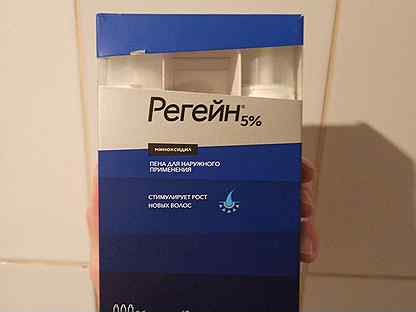 Регейн®
5%
миноксидил
ПЕНА ДЛЯ НАРУЖНОГО
ПРИМЕНЕНИЯ
СТИМУЛИРУЕТ РОСТ
НОВЫХ ВОЛОС